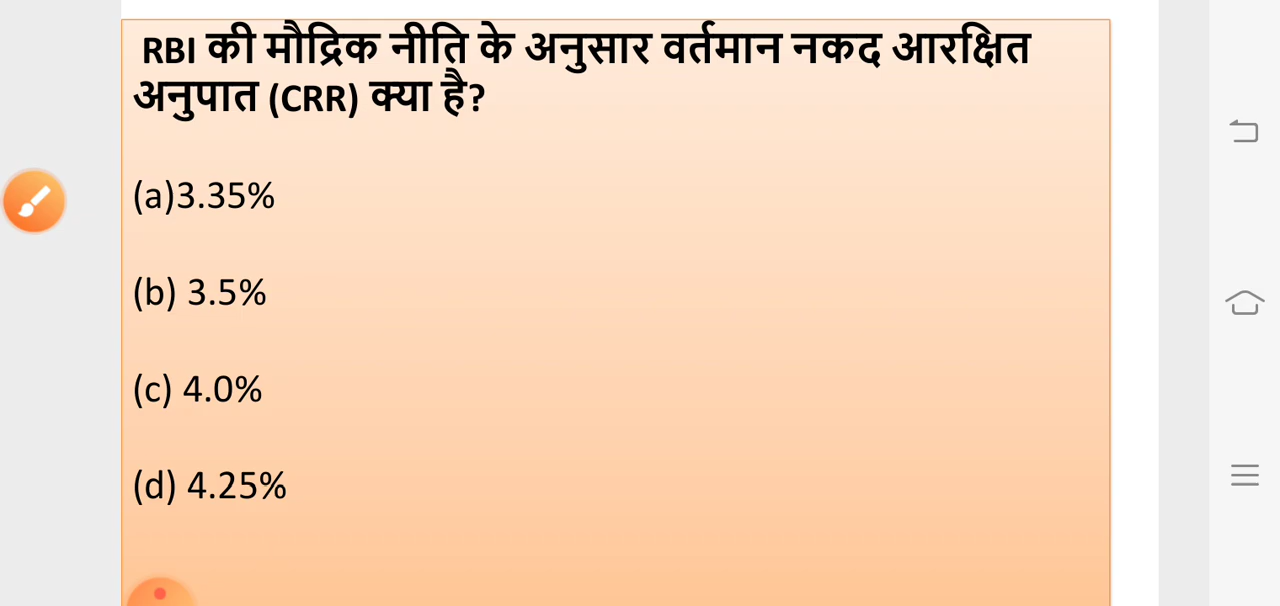 RBI की मौद्रिक नीति के अनुसार वर्तमान नकद आरक्षित
अनुपात (CRR) क्या है?
(a)3.35%
(b) 3.5%
(c) 4.0%
(d) 4.25%